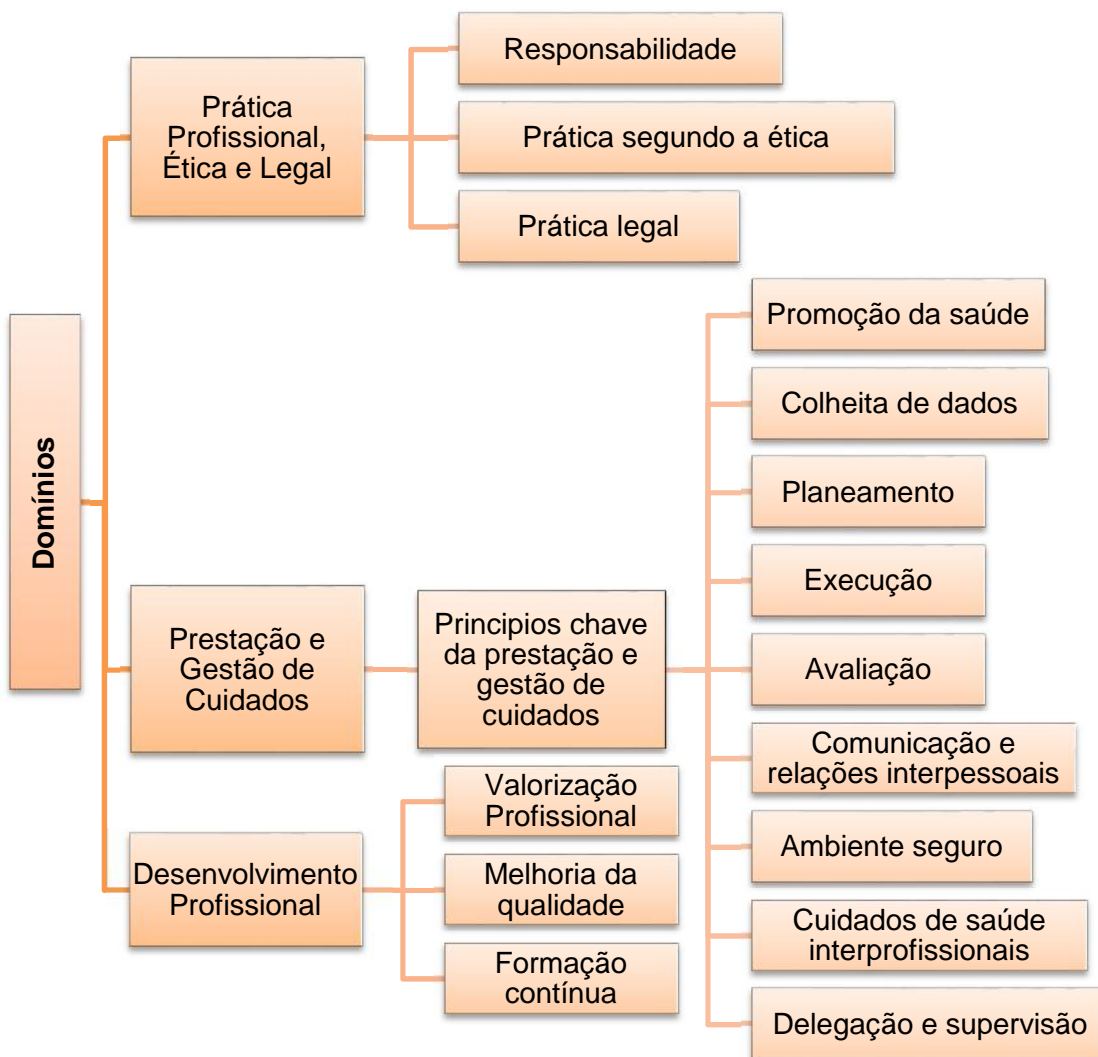 Domínios
Prática
Profissional,
Ética e Legal
Responsabilidade
Prática segundo a ética
Prática legal
Prestação e
Gestão de
Cuidados
Principios chave
da prestação e
gestão de
cuidados
Promoção da saúde
Colheita de dados
Planeamento
Execução
Avaliação
Comunicação e
relações interpessoais
Ambiente seguro
Cuidados de saúde
interprofissionais
Delegação e supervisão
Desenvolvimento
Profissional
Valorização
Profissional
Melhoria da
qualidade
Formação
contínua